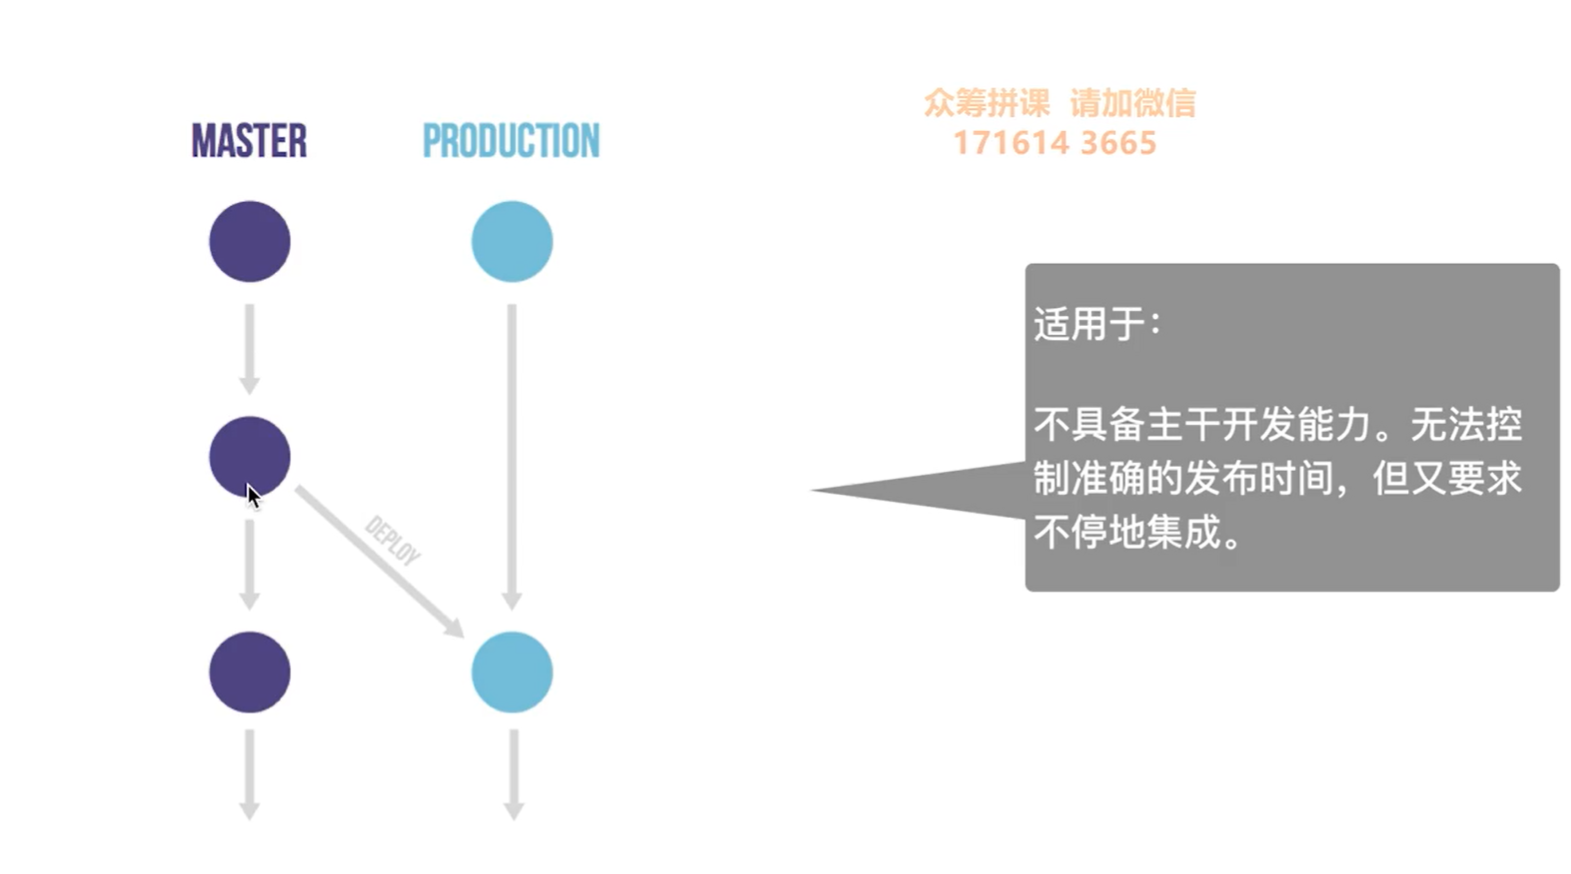 众筹拼课 请加微信
171614 3665
MASTER
PRODUCTION
DEPLOY
适用于：
不具备主干开发能力。无法控
制准确的发布时间，但又要求
不停地集成。